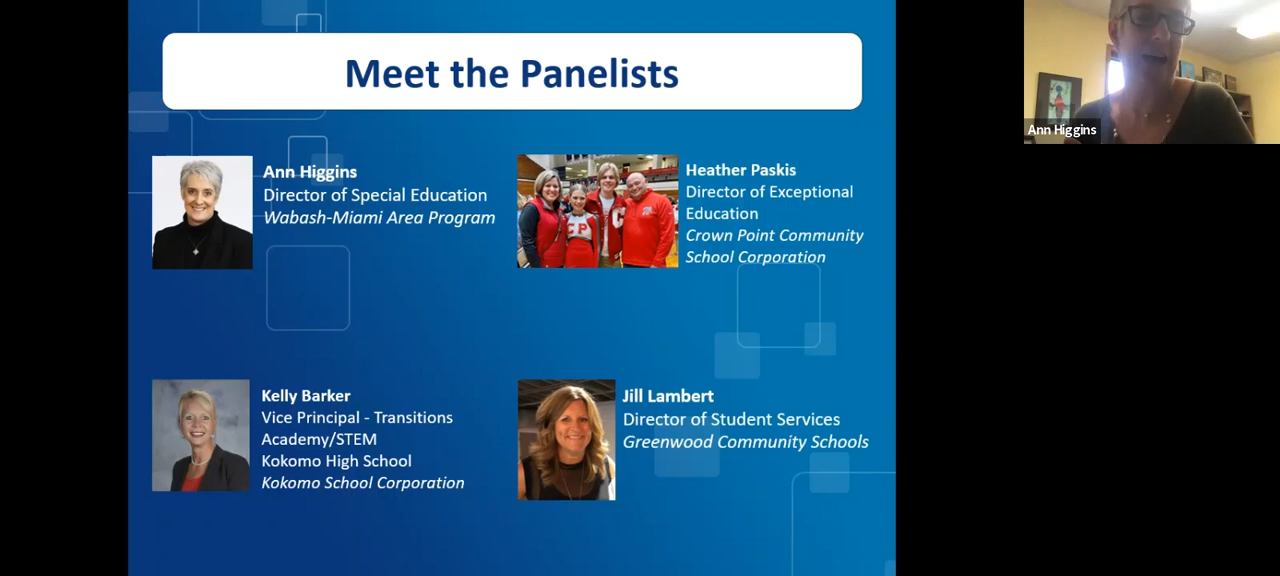 Meet the Panelists
Ann Higgins
Director of Special Education
Wabash-Miami Area Program
Heather Paskis
Director of Exceptional
Education
Crown Point Community
School Corporation
Kelly Barker
Vice Principal - Transitions
Academy/STEM
Kokomo High School
Kokomo School Corporation
Jill Lambert
Director of Student Services
Greenwood Community Schools
Ann Higgins
C P
C